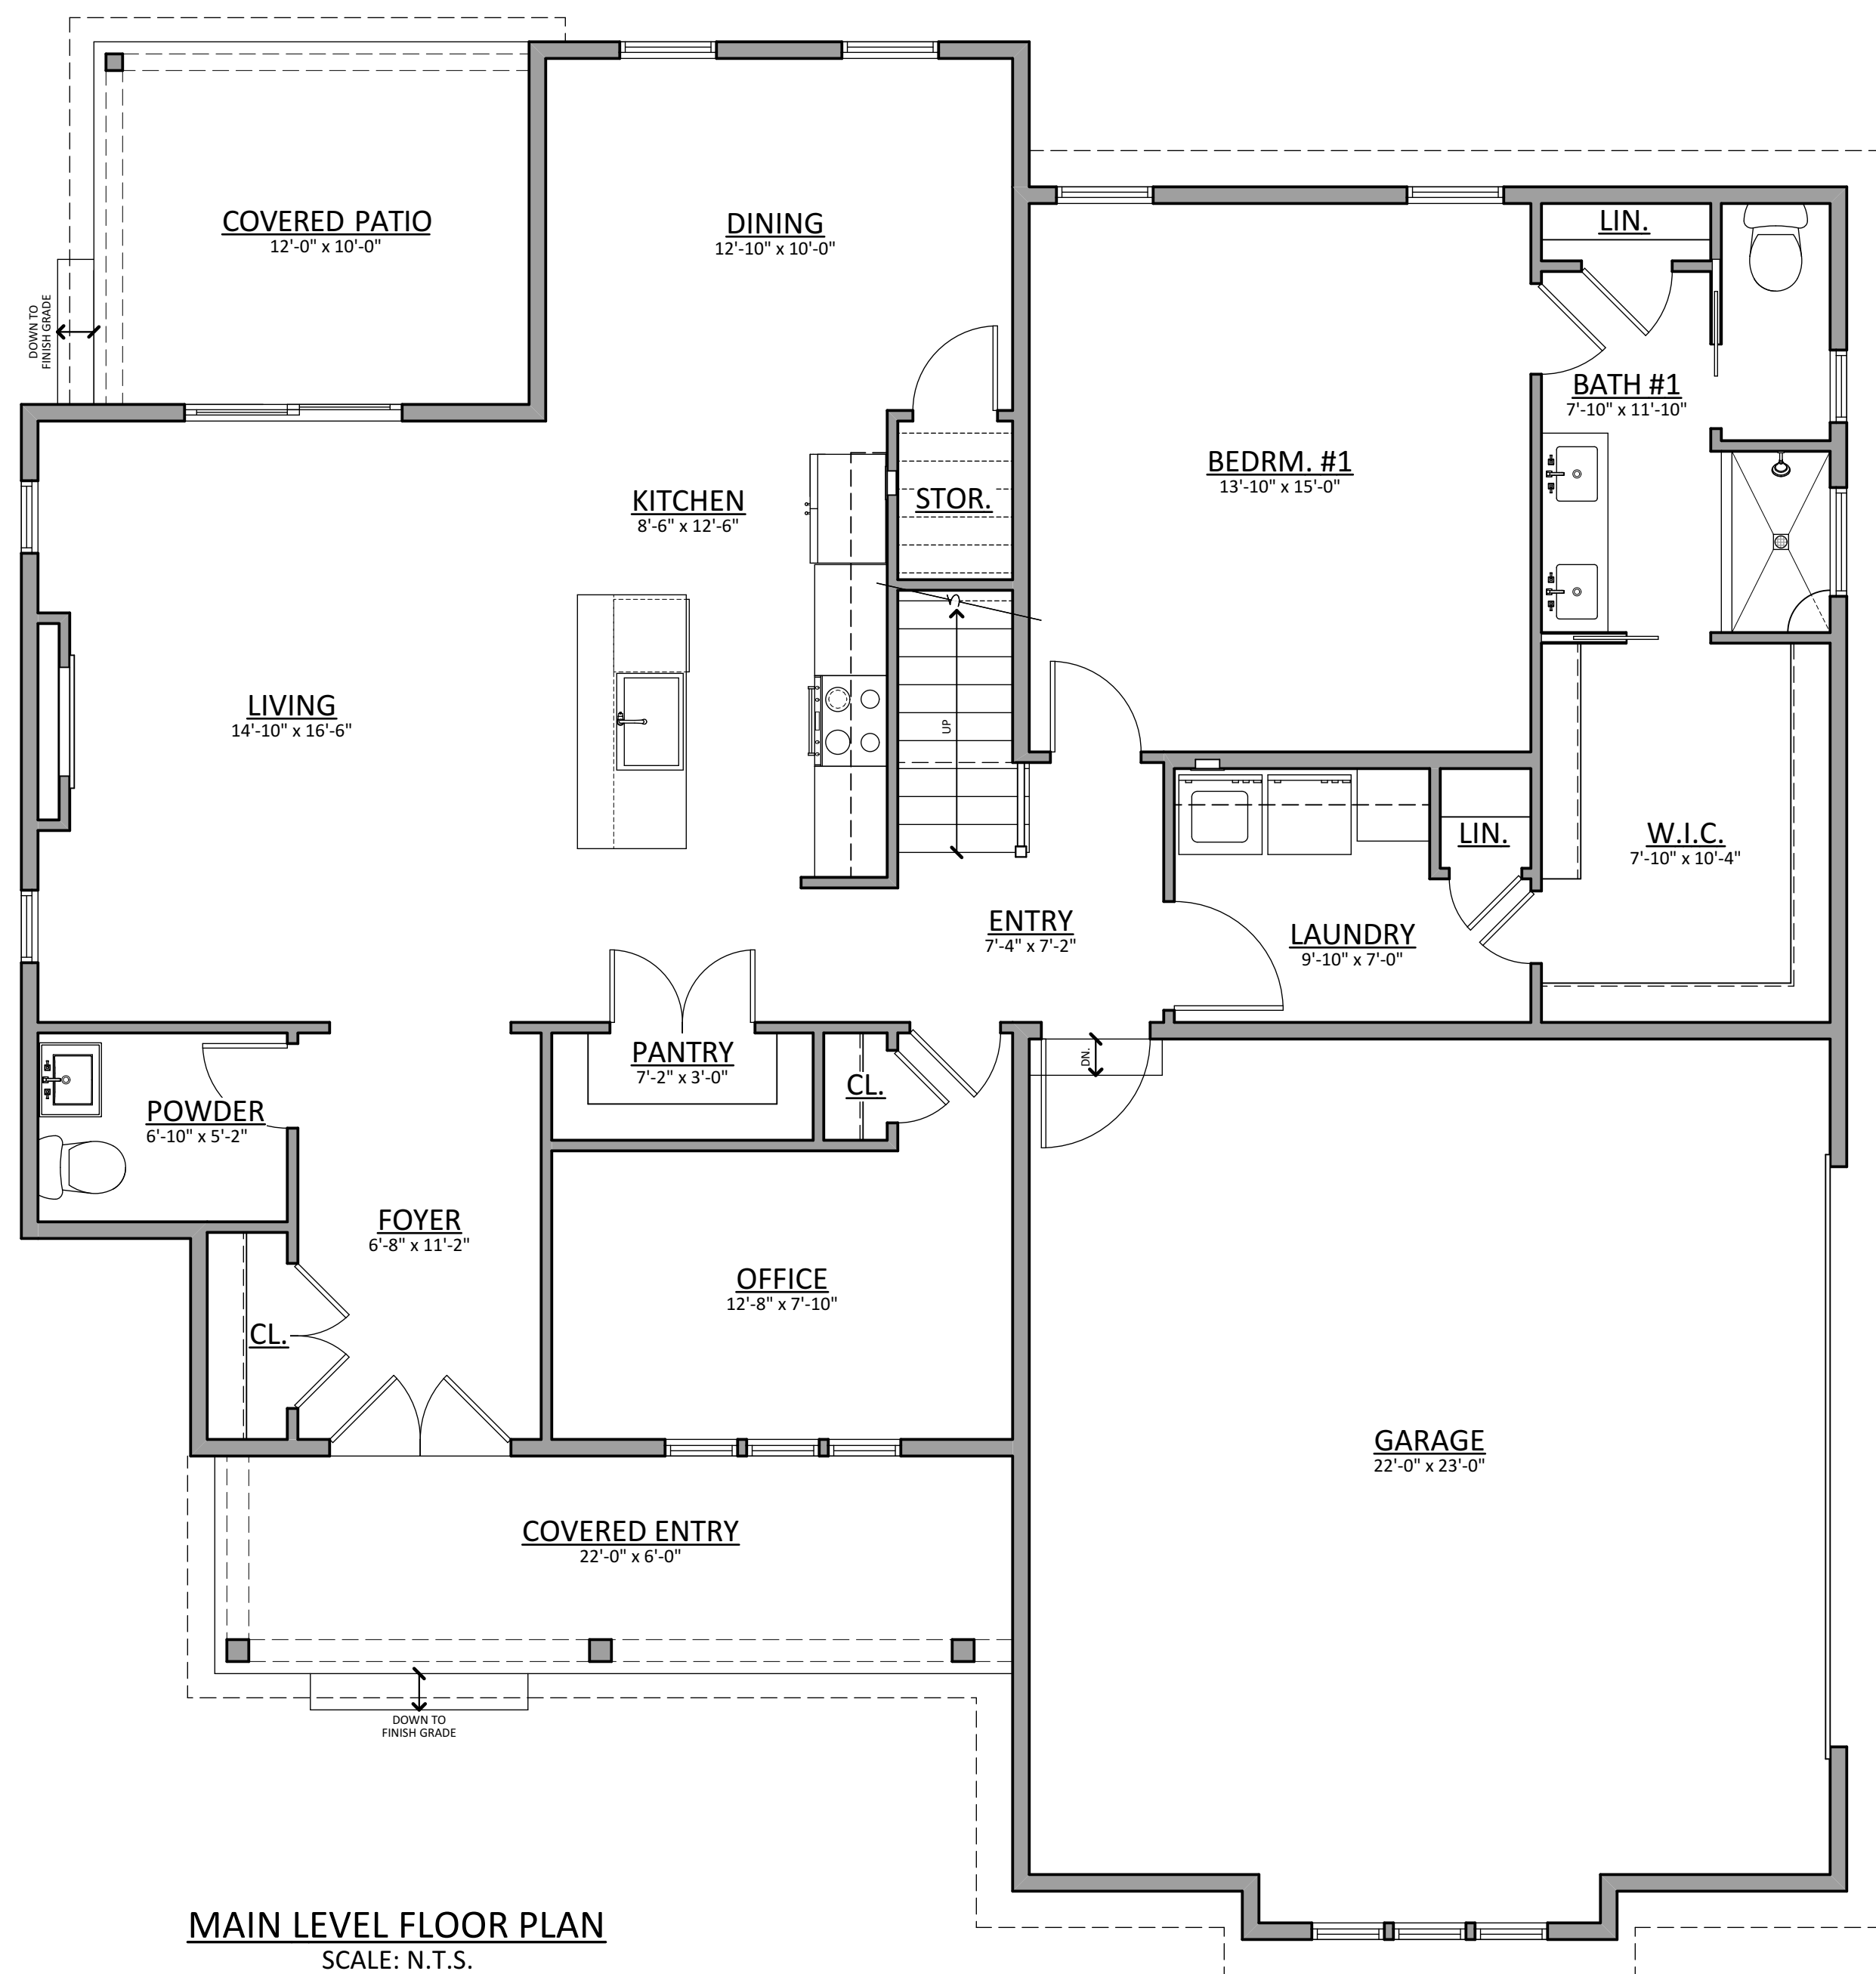 COVERED PATIO
12'-0" x 10'-0"
DINING
12'-10" x 10'-0"
LIN.
DOWN TO
FINISH GRADE
BATH #1
7'-10" x 11'-10"
BEDRM. #1
13'-10" x 15'-0"
KITCHEN
8'-6" x 12'-6"
STOR.
LIVING
14'-10" x 16'-6"
UP
LIN.
W.I.C.
7'-10" x 10'-4"
ENTRY
7'-4" x 7'-2"
LAUNDRY
9'-10" x 7'-0"
PANTRY
7'-2" x 3'-0"
DN.
CL.
POWDER
6'-10" x 5'-2"
FOYER
6'-8" x 11'-2"
OFFICE
12'-8" x 7'-10"
CL.
GARAGE
22'-0" x 23'-0"
COVERED ENTRY
22'-0" x 6'-0"
DOWN TO
FINISH GRADE
MAIN LEVEL FLOOR PLAN
SCALE: N.T.S.